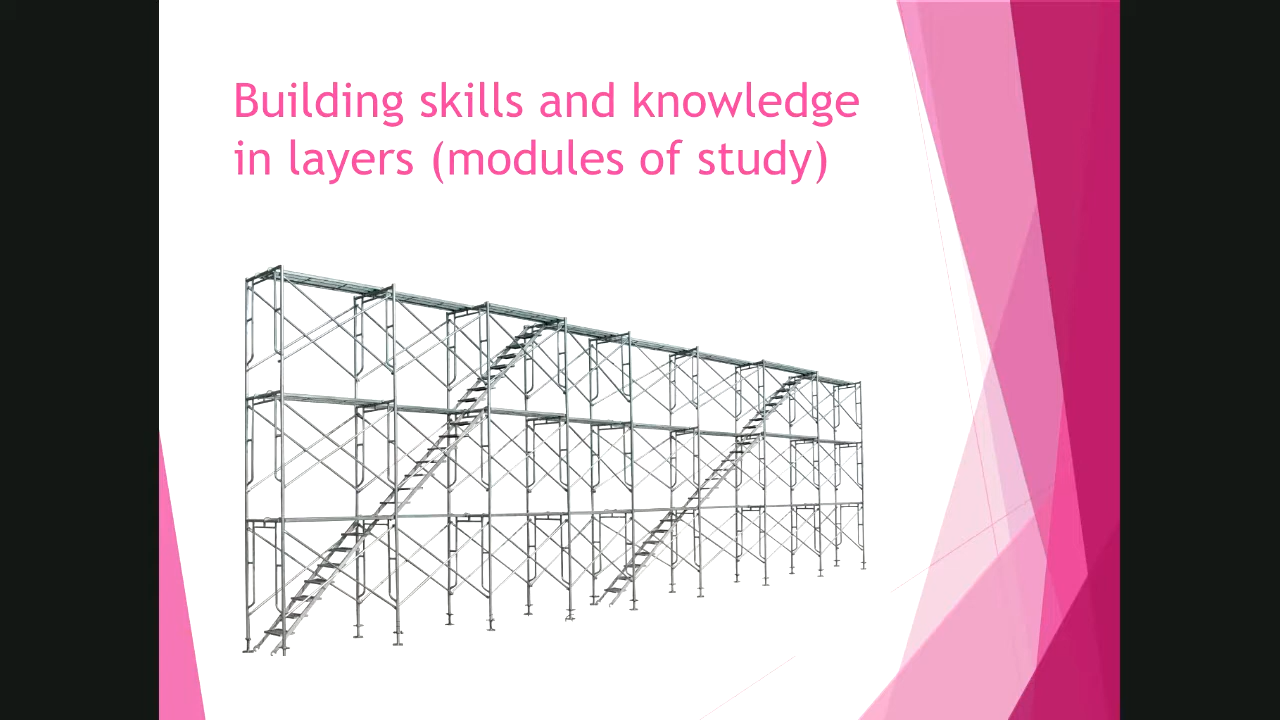 Building skills and knowledge
in layers (modules of study)